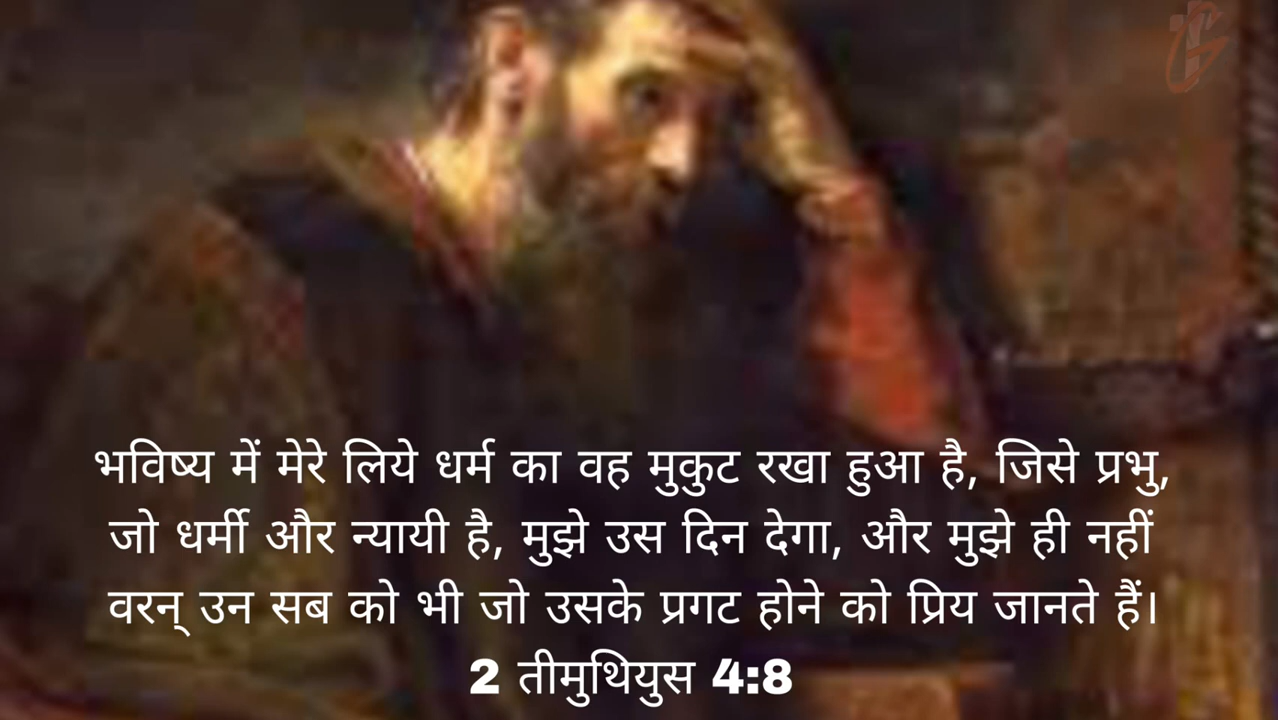 भविष्य में मेरे लिये धर्म का वह मुकुट रखा हुआ है, जिसे प्रभु,
जो धर्मी और न्यायी है, मुझे उस दिन देगा, और मुझे ही नहीं
वरन् उन सब को भी जो उसके प्रगट होने को प्रिय जानते हैं।
2 तीमुथियुस 4:8